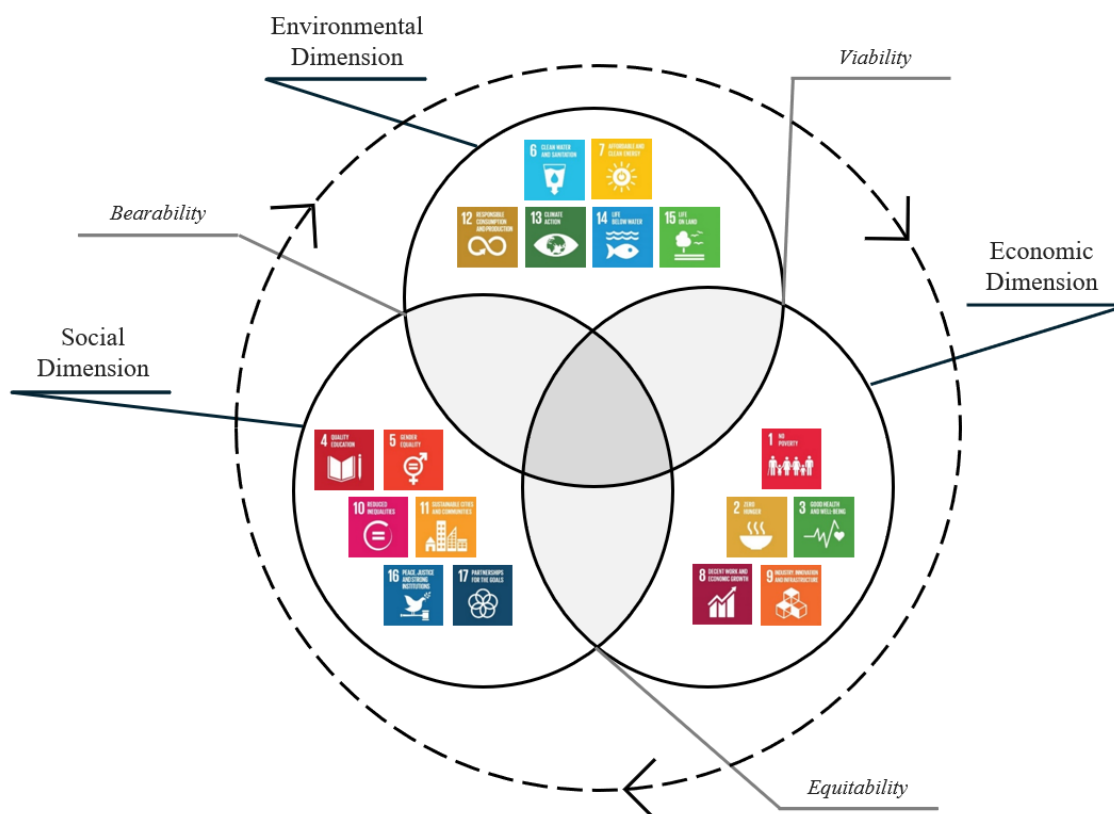 Environmental
Dimension
Viability
6 CLEAN WATER
AND SANITATION
7 AFFORDABLE AND
CLEAN ENERGY
Bearability
12 RESPONSIBLE
CONSUMPTION
AND PRODUCTION
13 CLIMATE
ACTION
14 LIFE
BELOW WATER
15 LIFE
ON LAND
Economic
Dimension
Social
Dimension
4 QUALITY
EDUCATION
5 GENDER
EQUALITY
1 NO
POVERTY
10 REDUCED
INEQUALITIES
11 SUSTAINABLE CITIES
AND COMMUNITIES
2 ZERO
HUNGER
3 GOOD HEALTH
AND WELL-BEING
16 PEACE, JUSTICE
AND STRONG
INSTITUTIONS
17 PARTNERSHIPS
FOR THE GOALS
8 DECENT WORK AND
ECONOMIC GROWTH
9 INDUSTRY, INNOVATION
AND INFRASTRUCTURE
Equitability